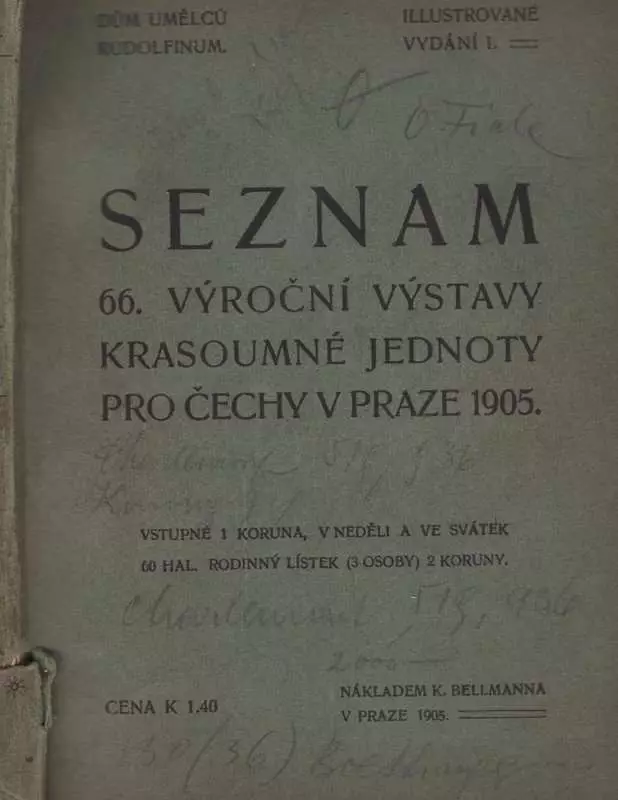 DŮM UMĚLCŮ
RUDOLFINUM.
ILLUSTROVANÉ
VYDÁNÍ I.
SEZNAM
66. VÝROČNÍ VÝSTAVY
KRASOUMNÉ JEDNOTY
PRO ČECHY V PRAZE 1905.
VSTUPNÉ 1 KORUNA, V NEDĚLI A VE SVÁTEK
60 HAL. RODINNÝ LÍSTEK (3 OSOBY) 2 KORUNY.
2000 —
CENA K 1.40
NÁKLADEM K. BELLMANNA
V PRAZE 1905.